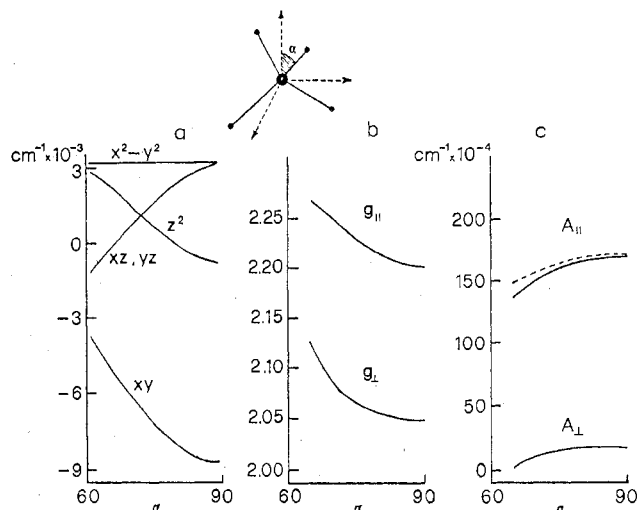 α
a b c
cm⁻¹×10⁻³ cm⁻¹×10⁻⁴
x²−y²
3
z²
0
xz, yz
−3
xy
−6
−9
60 90
α
2.25
g∥
2.20
2.15
2.10
g⊥
2.05
2.00
60 90
α
200
A∥
150
100
50
A⊥
0
60 90
α